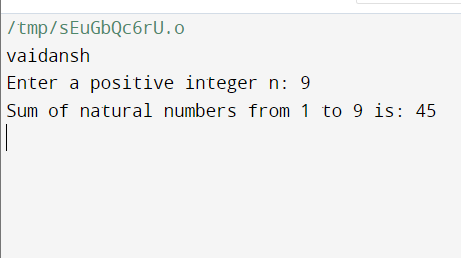 /tmp/sEuGbQc6rU.o
vaidansh
Enter a positive integer n: 9
Sum of natural numbers from 1 to 9 is: 45